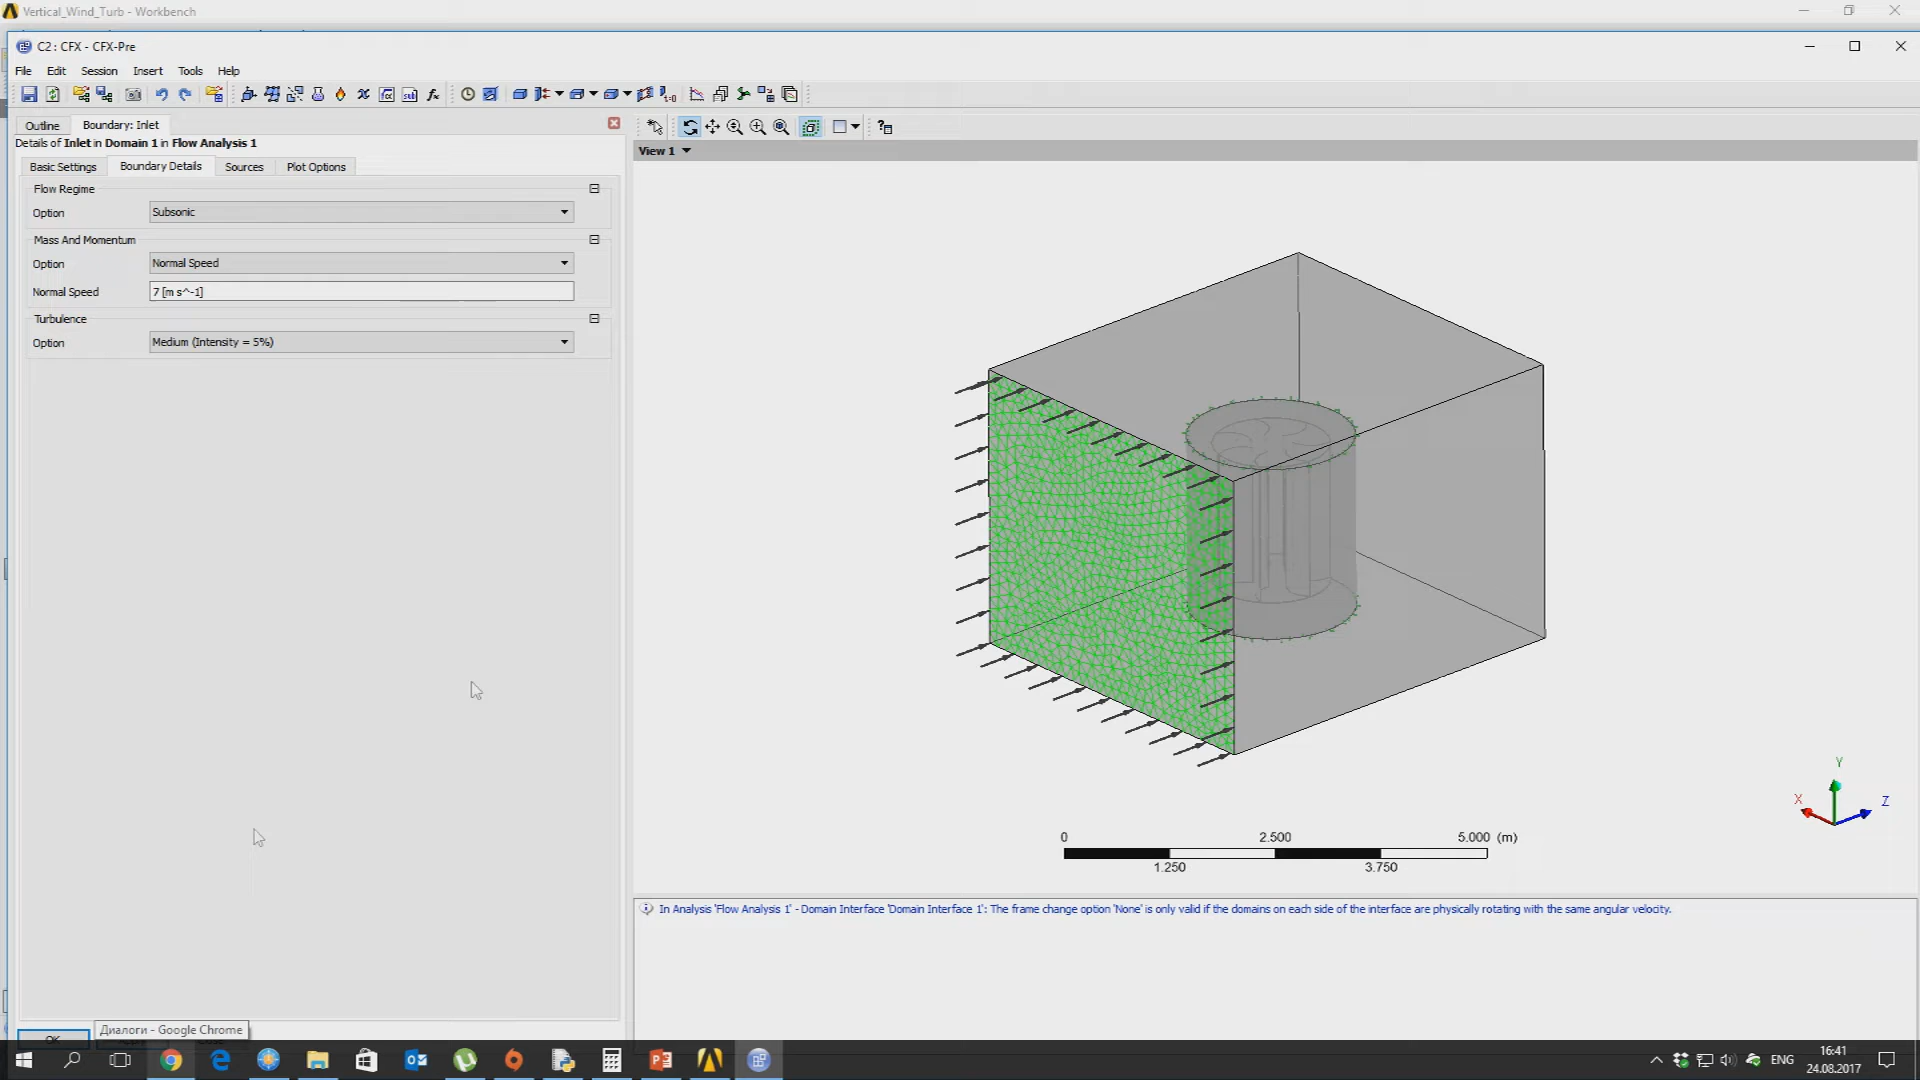 Vertical_Wind_Turb - Workbench
C2 : CFX - CFX-Pre
File Edit Session Insert Tools Help
Outline Boundary: Inlet
Details of Inlet in Domain 1 in Flow Analysis 1
Basic Settings Boundary Details Sources Plot Options
Flow Regime
Option Subsonic
Mass And Momentum
Option Normal Speed
Normal Speed 7 [m s^-1]
Turbulence
Option Medium (Intensity = 5%)
View 1
Y
X Z
0 2.500 5.000 (m)
1.250 3.750
In Analysis 'Flow Analysis 1' - Domain Interface 'Domain Interface 1': The frame change option 'None' is only valid if the domains on each side of the interface are physically rotating with the same angular velocity.
Диалоги - Google Chrome
OK
ENG
16:41
24.08.2017